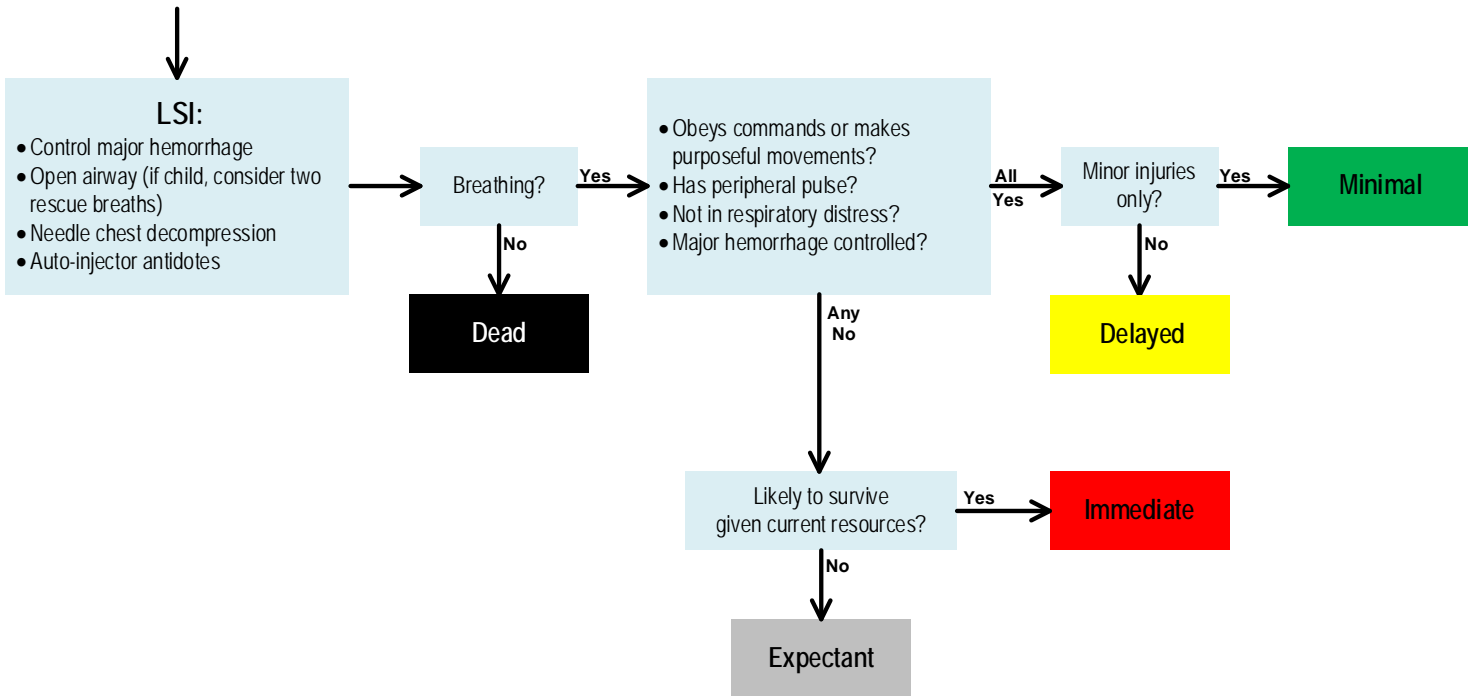 LSI:
• Control major hemorrhage
• Open airway (if child, consider two
rescue breaths)
• Needle chest decompression
• Auto-injector antidotes
Breathing?
Yes
No
Dead
• Obeys commands or makes
purposeful movements?
• Has peripheral pulse?
• Not in respiratory distress?
• Major hemorrhage controlled?
All
Yes
Minor injuries
only?
Yes
Minimal
No
Delayed
Any
No
Likely to survive
given current resources?
Yes
Immediate
No
Expectant